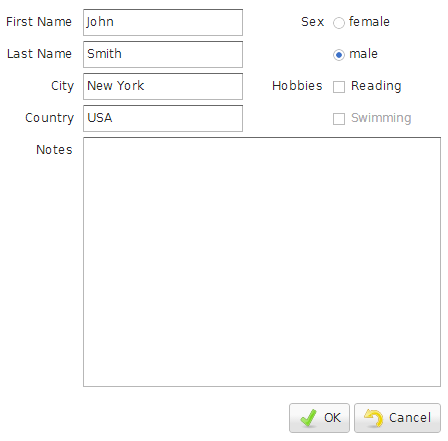 First Name John Sex female
Last Name Smith male
City New York Hobbies Reading
Country USA Swimming
Notes
OK Cancel